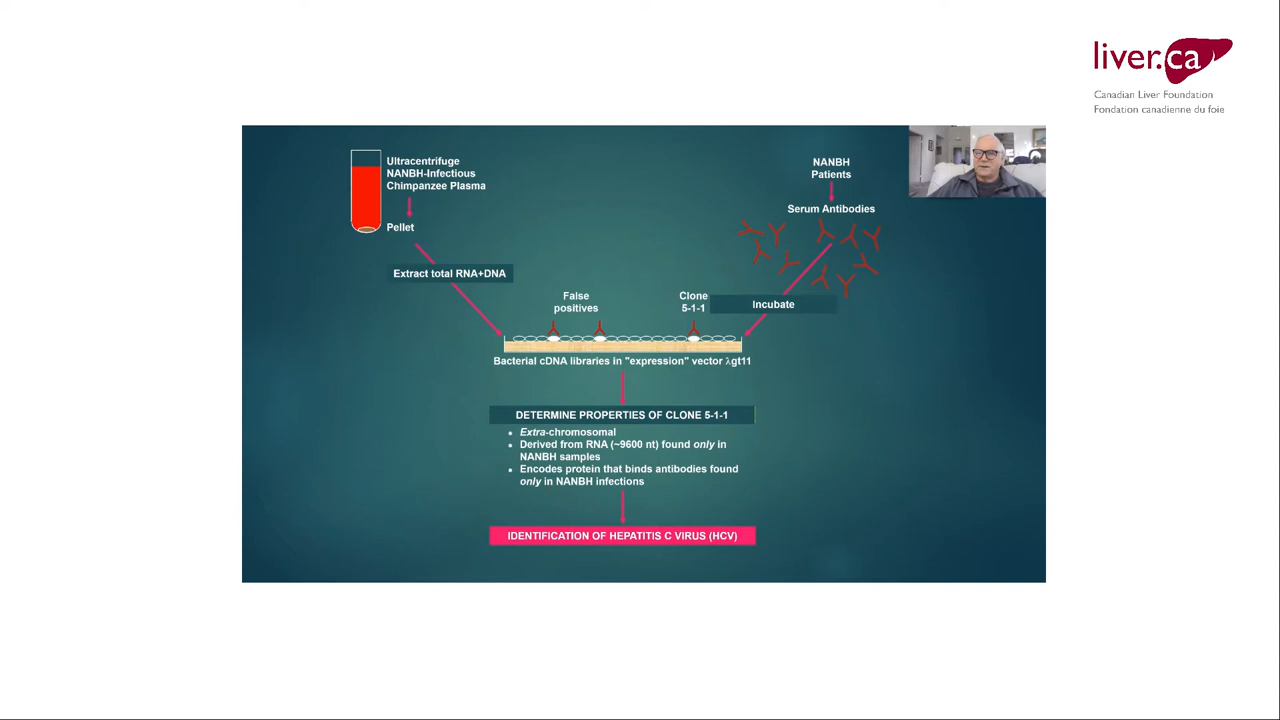 liver.ca
Canadian Liver Foundation
Fondation canadienne du foie
Ultracentrifuge
NANBH-Infectious
Chimpanzee Plasma
Pellet
NANBH
Patients
Serum Antibodies
Extract total RNA+DNA
False
positives
Clone
5-1-1
Incubate
Bacterial cDNA libraries in "expression" vector λgt11
DETERMINE PROPERTIES OF CLONE 5-1-1
• Extra-chromosomal
• Derived from RNA (~9600 nt) found only in
NANBH samples
• Encodes protein that binds antibodies found
only in NANBH infections
IDENTIFICATION OF HEPATITIS C VIRUS (HCV)